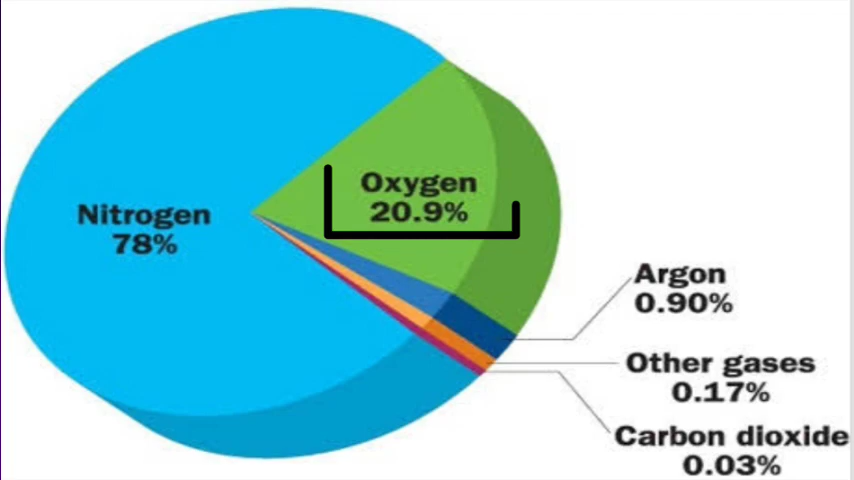 Nitrogen
78%
Oxygen
20.9%
Argon
0.90%
Other gases
0.17%
Carbon dioxide
0.03%